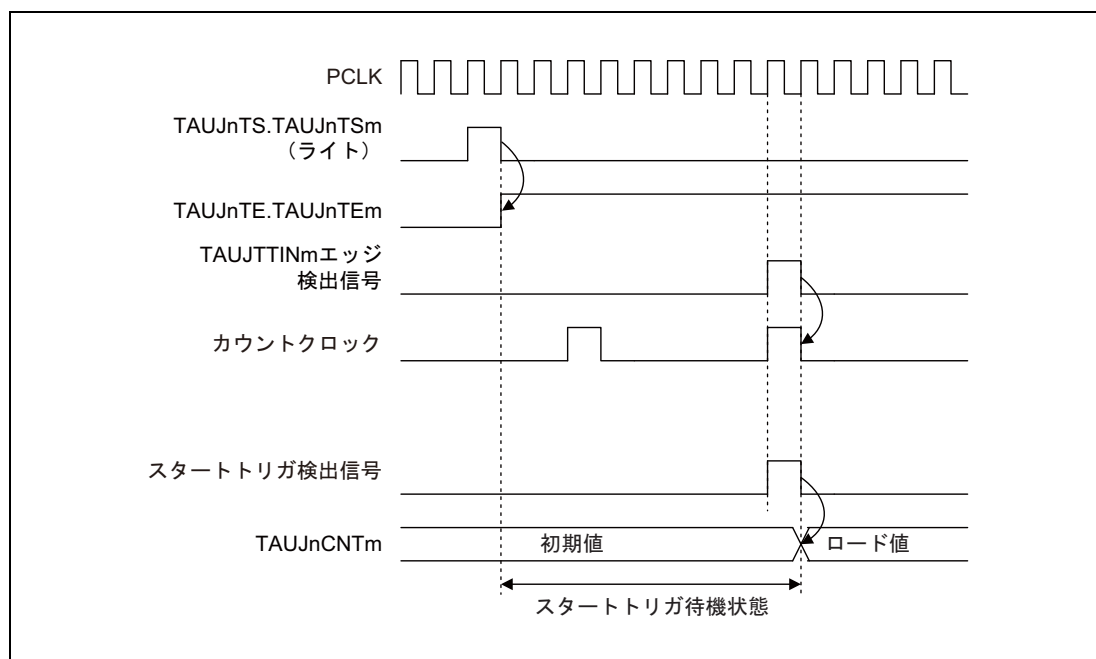 PCLK
TAUJnTS.TAUJnTSm
（ライト）
TAUJnTE.TAUJnTEm
TAUJTTINmエッジ
検出信号
カウントクロック
スタートトリガ検出信号
TAUJnCNTm
初期値
ロード値
スタートトリガ待機状態